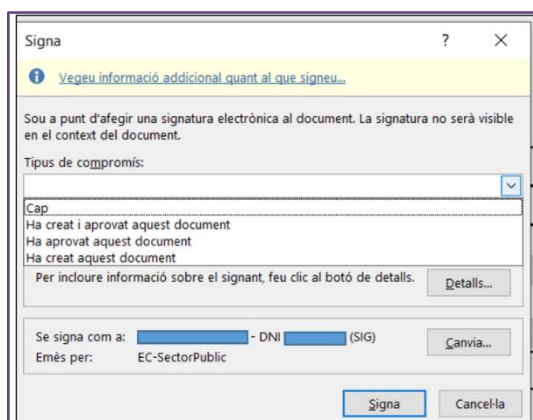 Signa ? ×
Vegeu informació addicional quant al que signeu...
Sou a punt d'afegir una signatura electrònica al document. La signatura no serà visible
en el context del document.
Tipus de compromís:
Cap
Ha creat i aprovat aquest document
Ha aprovat aquest document
Ha creat aquest document
Per incloure informació sobre el signant, feu clic al botó de detalls.
Detalls...
Se signa com a: - DNI (SIG)
Canvia...
Emès per: EC-SectorPublic
Signa Cancel·la